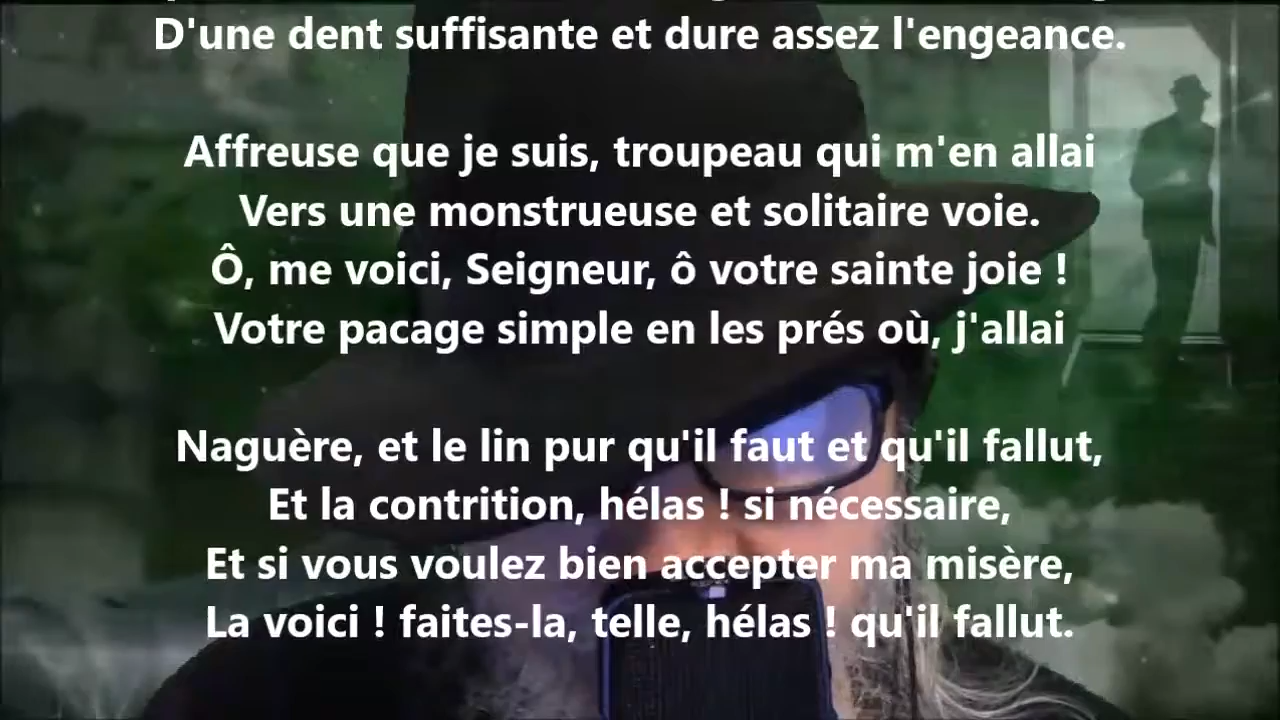 D'une dent suffisante et dure assez l'engeance.
Affreuse que je suis, troupeau qui m'en allai
Vers une monstrueuse et solitaire voie.
Ô, me voici, Seigneur, ô votre sainte joie !
Votre pacage simple en les prés où, j'allai
Naguère, et le lin pur qu'il faut et qu'il fallut,
Et la contrition, hélas ! si nécessaire,
Et si vous voulez bien accepter ma misère,
La voici ! faites-la, telle, hélas ! qu'il fallut.